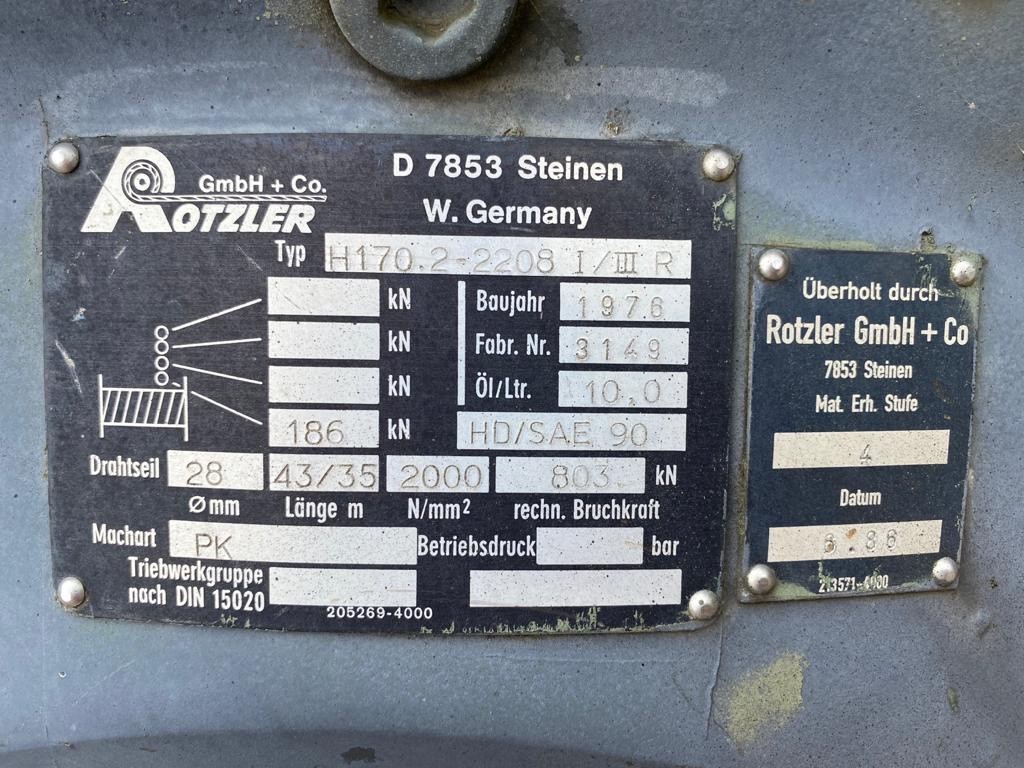 ROTZLER GmbH + Co.
D 7853 Steinen
W. Germany
Typ H170.2-2208 I/III R
kN
kN
kN
186 kN
Baujahr 1976
Fabr. Nr. 3149
Öl/Ltr. 10,0
HD/SAE 90
Drahtseil 28 43/35 2000 803 kN
Ø mm Länge m N/mm² rechn. Bruchkraft
Machart PK Betriebsdruck bar
Triebwerkgruppe
nach DIN 15020
205269-4000
Überholt durch
Rotzler GmbH + Co
7853 Steinen
Mat. Erh. Stufe
4
Datum
8.86
213571-4000